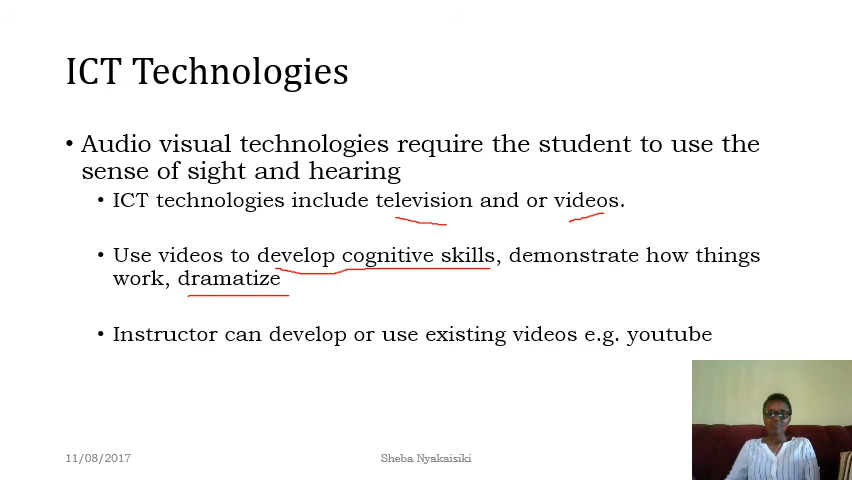 ICT Technologies
• Audio visual technologies require the student to use the
sense of sight and hearing
• ICT technologies include television and or videos.
• Use videos to develop cognitive skills, demonstrate how things
work, dramatize
• Instructor can develop or use existing videos e.g. youtube
11/08/2017
Sheba Nyakaisiki